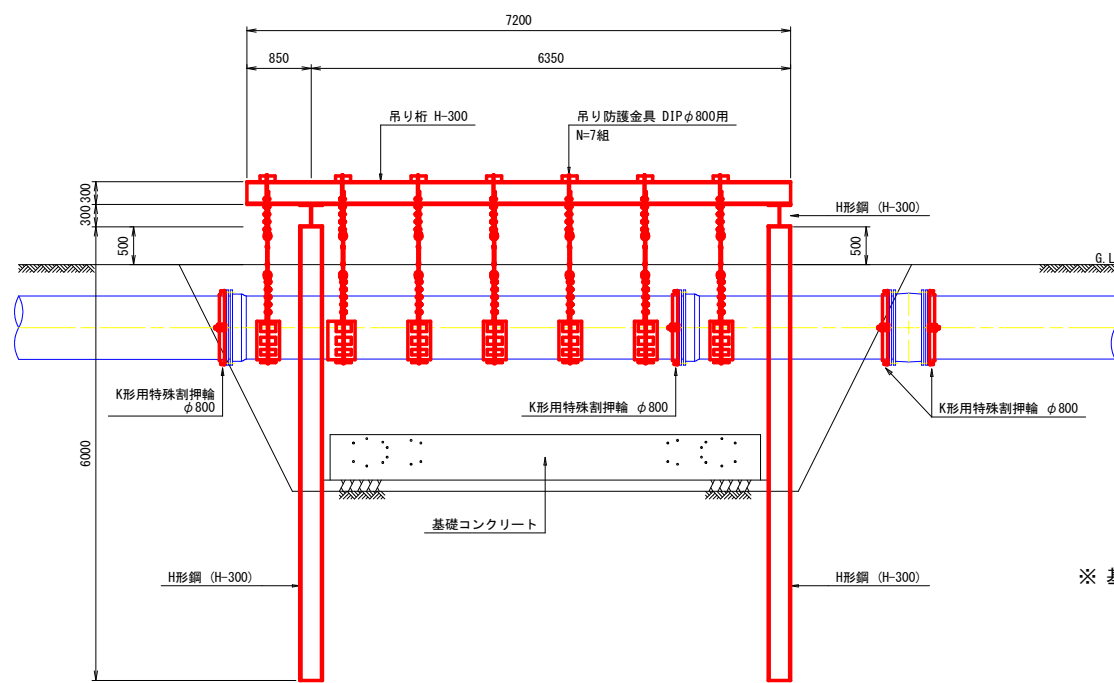 7200
850
6350
吊り桁 H-300
吊り防護金具 DIPφ800用
N=7組
300
300
H形鋼 (H-300)
500
500
G.L
K形用特殊割押輪
φ800
K形用特殊割押輪 φ800
K形用特殊割押輪 φ800
6000
基礎コンクリート
H形鋼 (H-300)
H形鋼 (H-300)
※